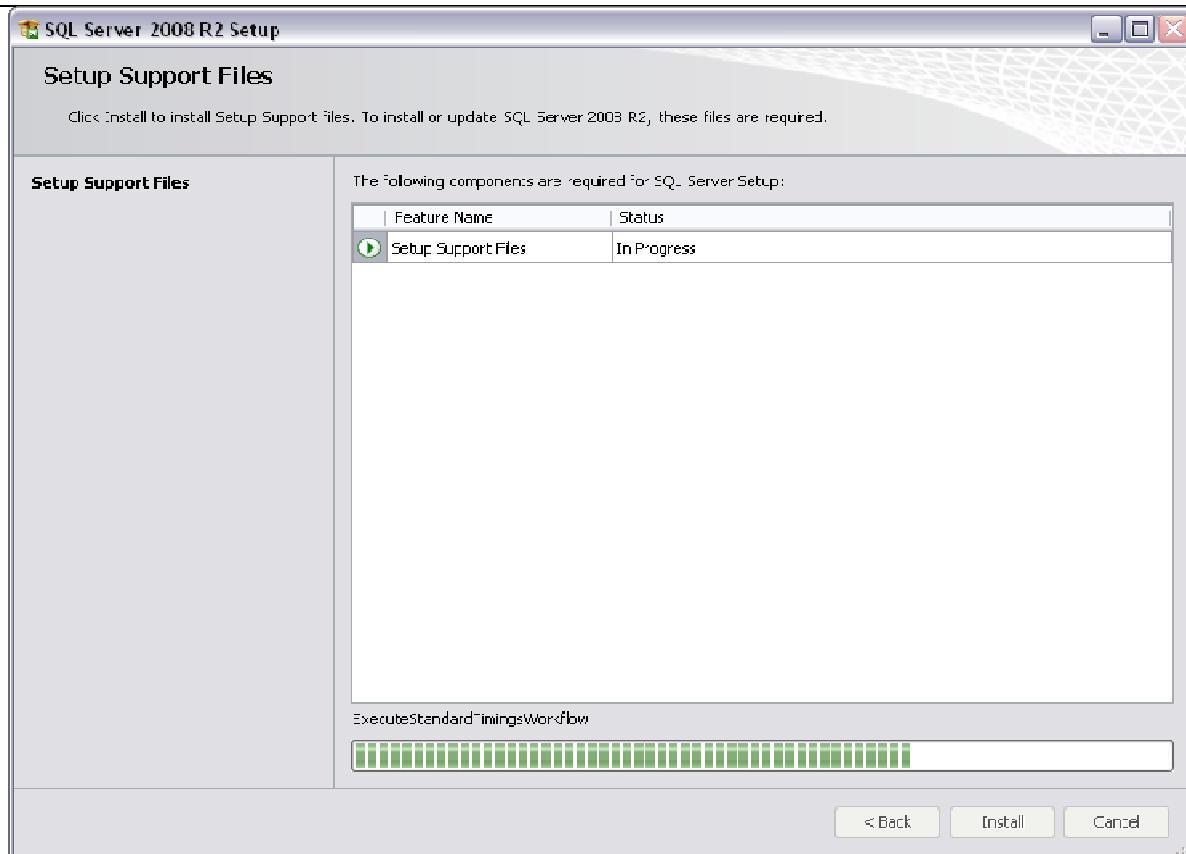 SQL Server 2008 R2 Setup
Setup Support Files
Click Install to install Setup Support files. To install or update SQL Server 2008 R2, these files are required.
Setup Support Files
The following components are required for SQL Server Setup:
Feature Name Status
Setup Support Files In Progress
ExecuteStandardTimingsWorkflow
< Back Install Cancel